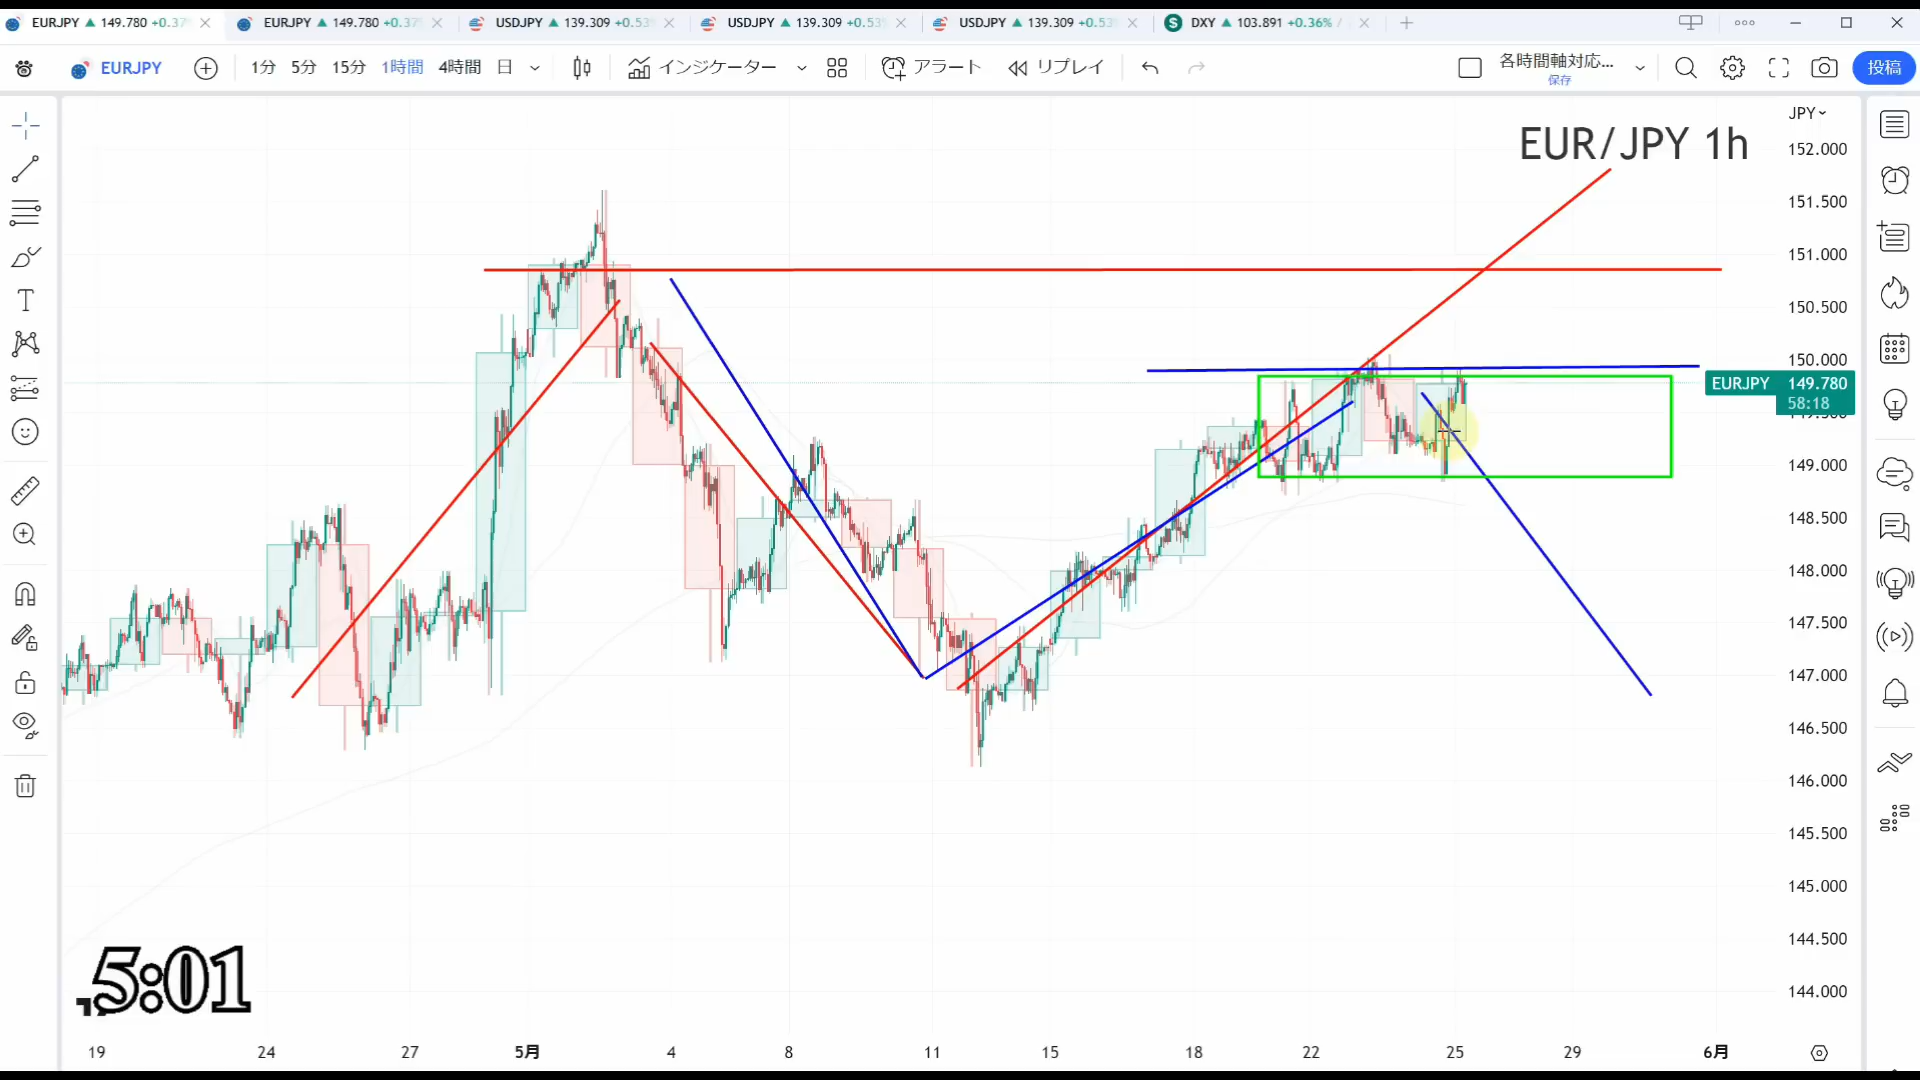 EURJPY ▲ 149.780 +0.37
EURJPY ▲ 149.780 +0.37
USDJPY ▲ 139.309 +0.53
USDJPY ▲ 139.309 +0.53
USDJPY ▲ 139.309 +0.53
S DXY ▲ 103.891 +0.36% /
EURJPY
1分 5分 15分 1時間 4時間 日
インジケーター
アラート
リプレイ
各時間軸対応...
保存
投稿
JPY
EUR/JPY 1h
152.000
151.500
151.000
150.500
150.000
EURJPY 149.780
58:18
149.000
148.500
148.000
147.500
147.000
146.500
146.000
145.500
145.000
144.500
144.000
5:01
19 24 27 5月 4 8 11 15 18 22 25 29 6月